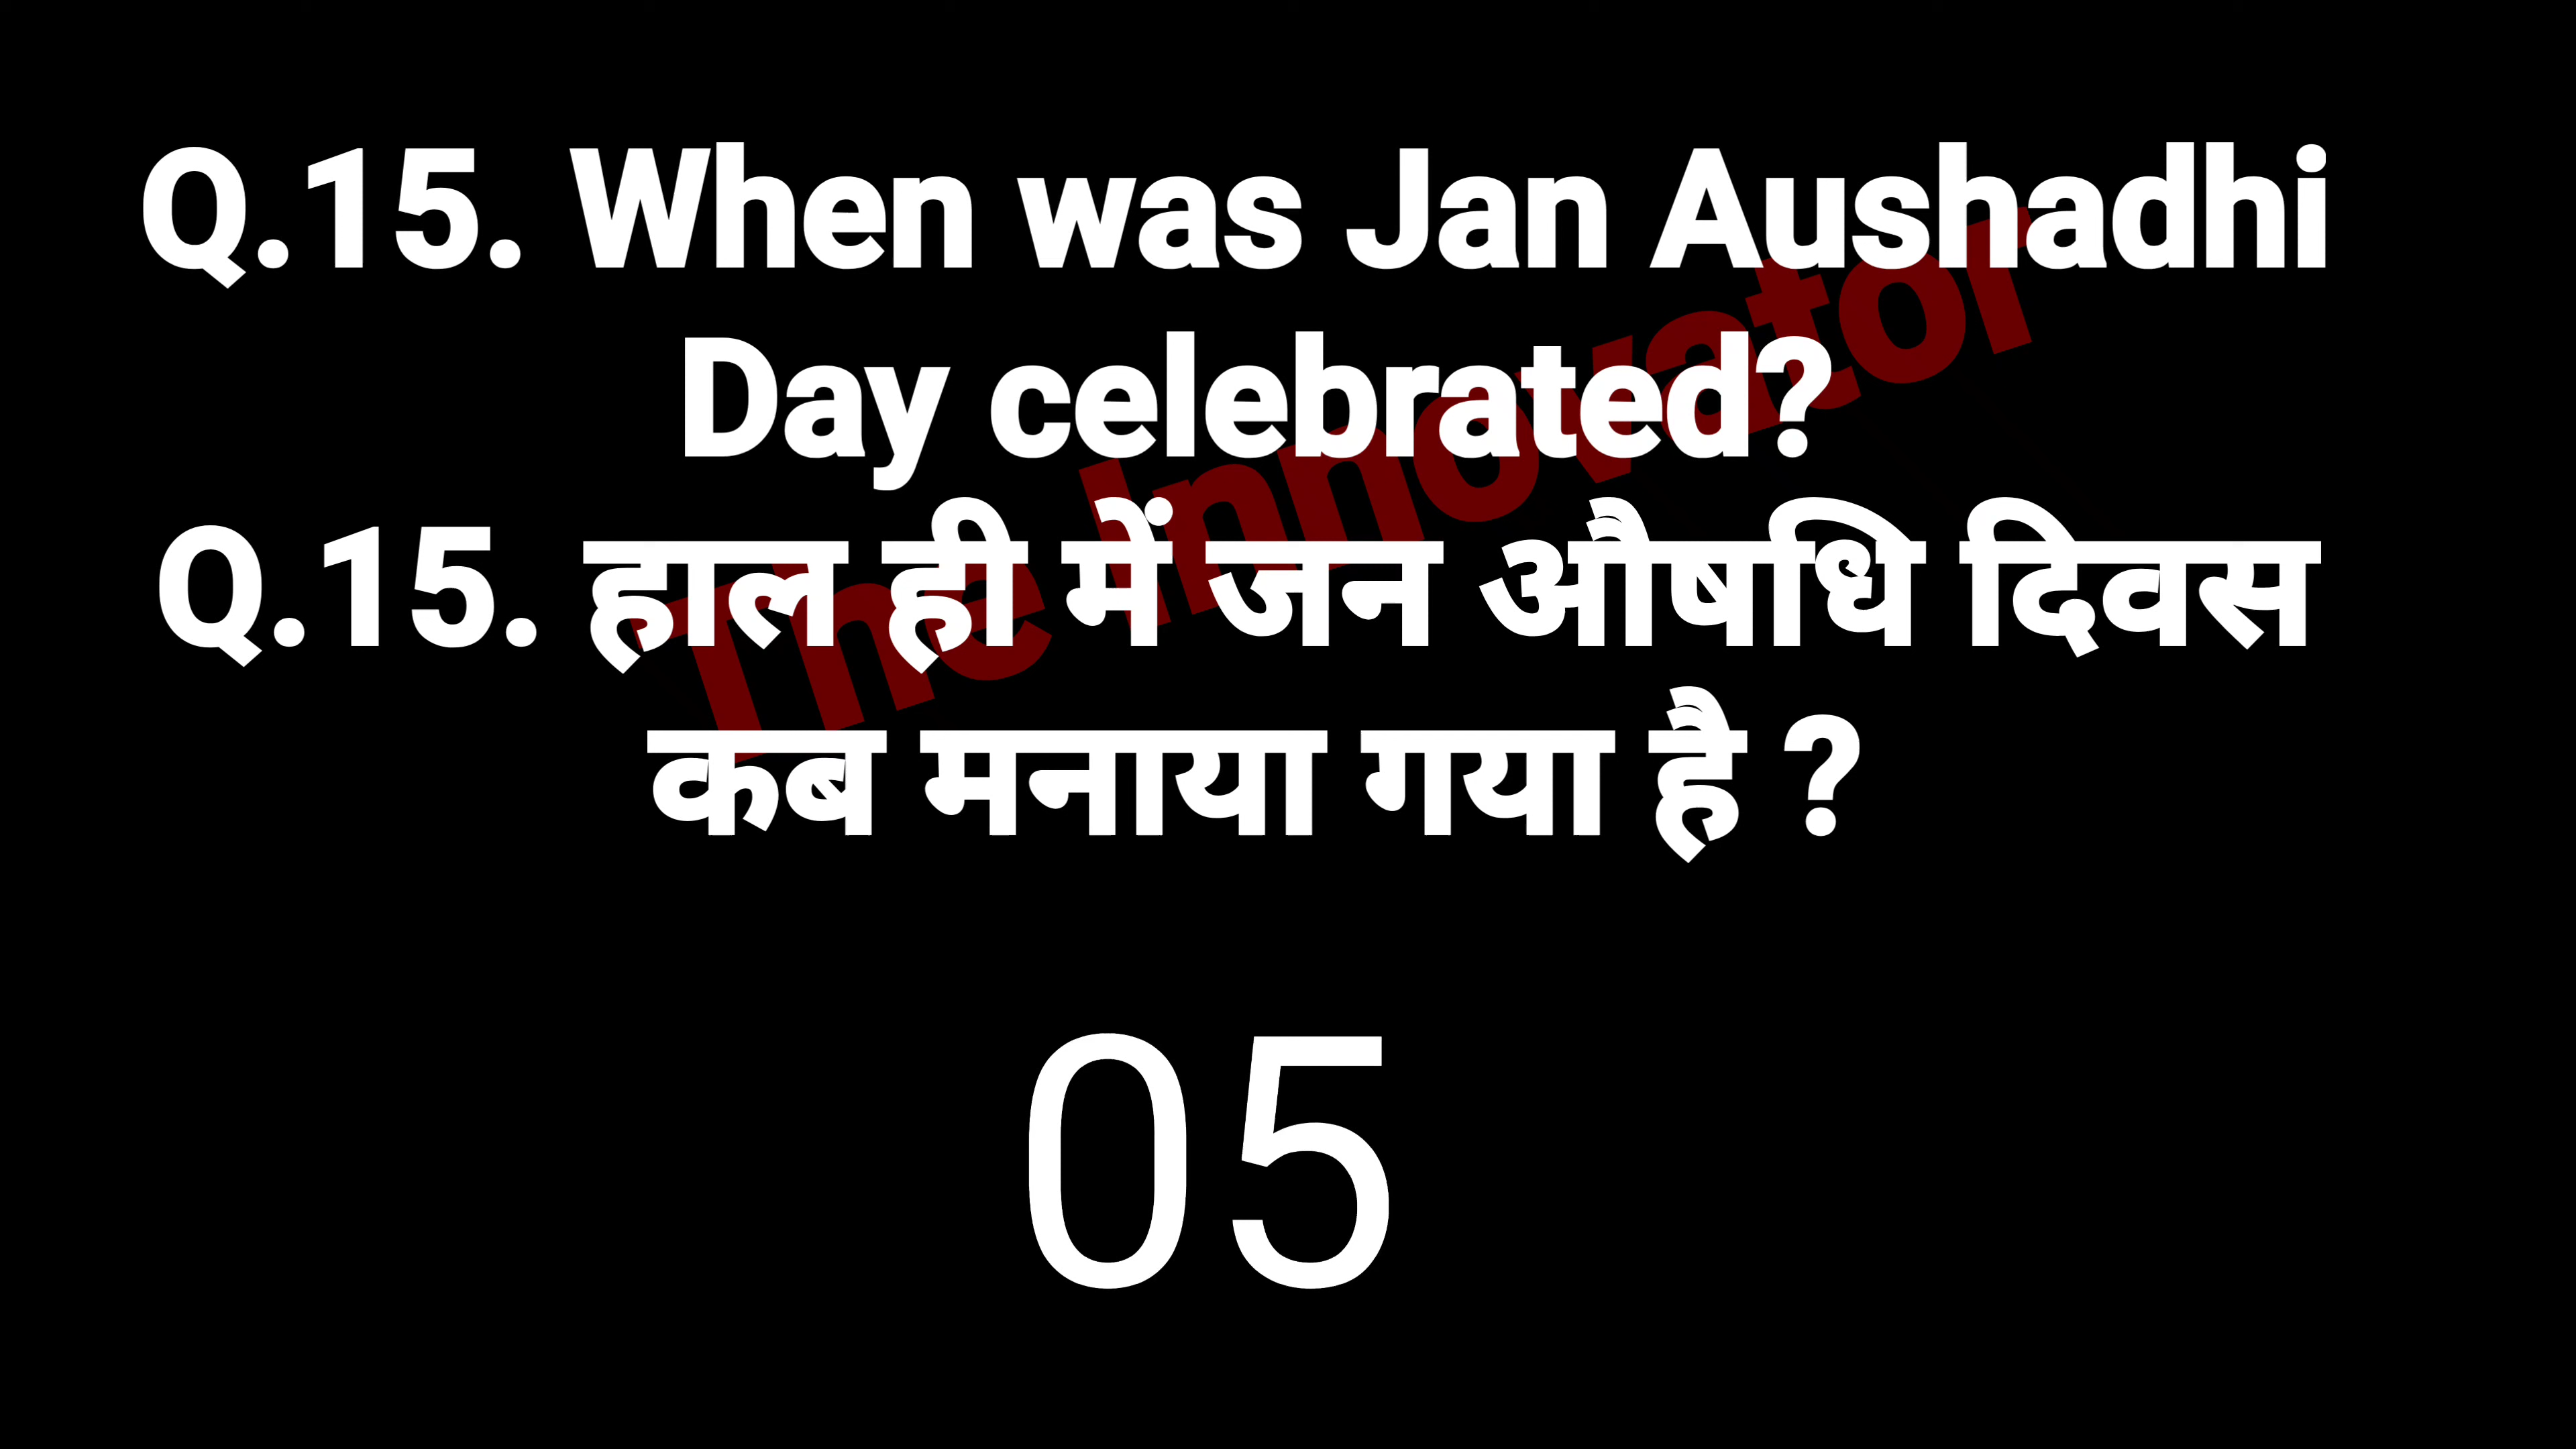 Q.15. When was Jan Aushadhi
Day celebrated?
Q.15. हाल ही में जन औषधि दिवस
कब मनाया गया है ?
The Innovator
05